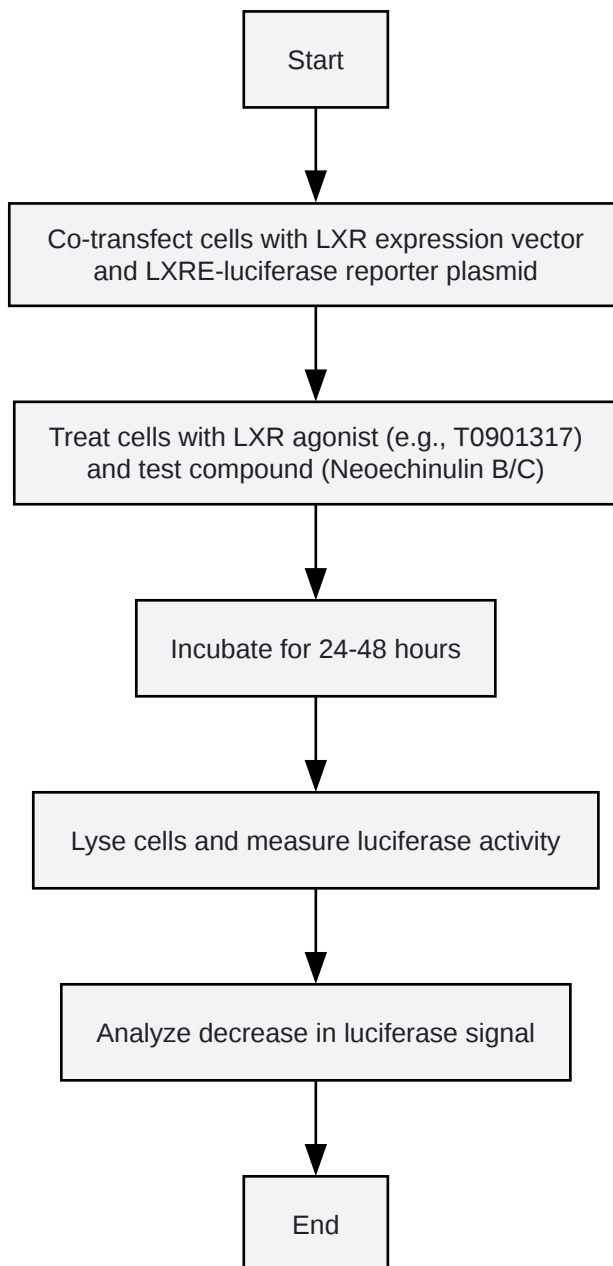 Start
Co-transfect cells with LXR expression vector
and LXRE-luciferase reporter plasmid
Treat cells with LXR agonist (e.g., T0901317)
and test compound (Neoechinulin B/C)
Incubate for 24-48 hours
Lyse cells and measure luciferase activity
Analyze decrease in luciferase signal
End